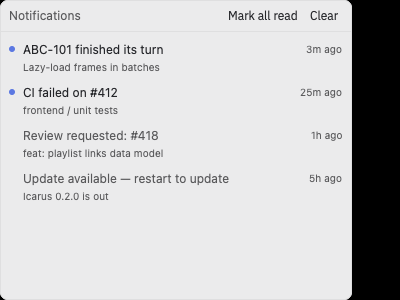 Notifications Mark all read Clear
ABC-101 finished its turn 3m ago
Lazy-load frames in batches
CI failed on #412 25m ago
frontend / unit tests
Review requested: #418 1h ago
feat: playlist links data model
Update available — restart to update 5h ago
Icarus 0.2.0 is out